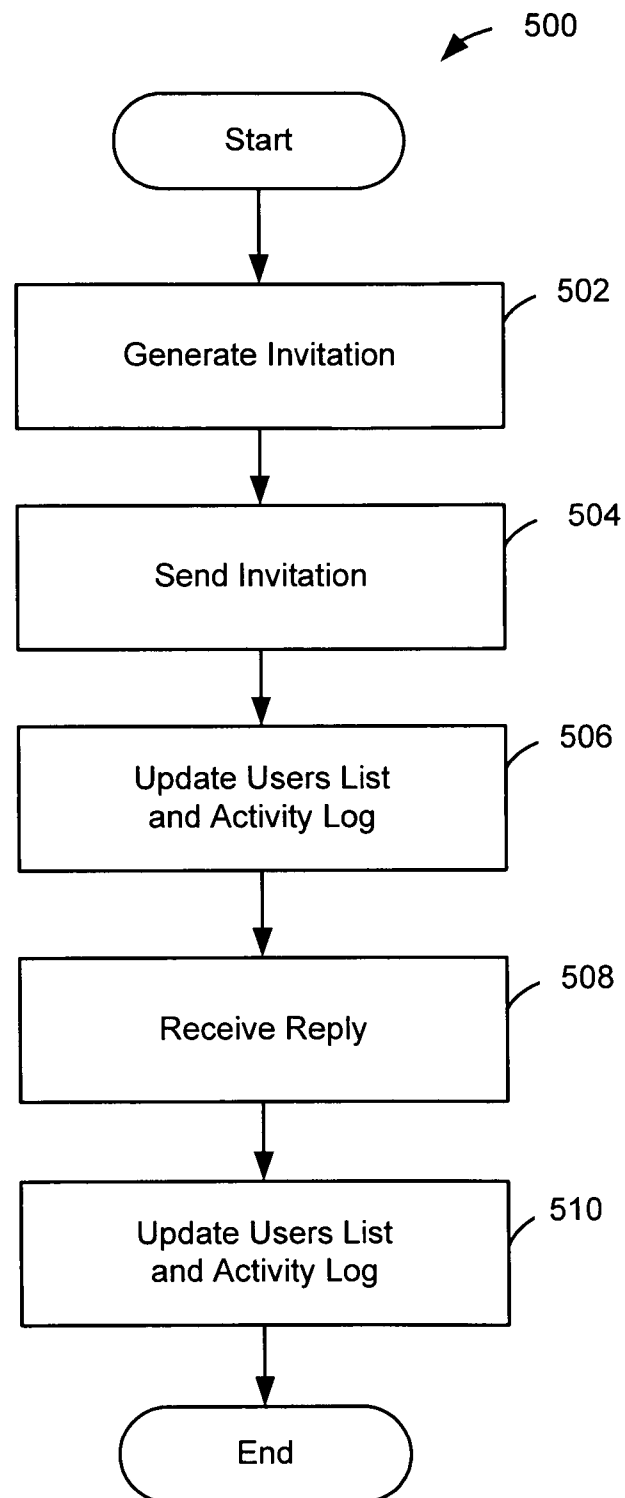 500
Start
502
Generate Invitation
504
Send Invitation
506
Update Users List
and Activity Log
508
Receive Reply
510
Update Users List
and Activity Log
End